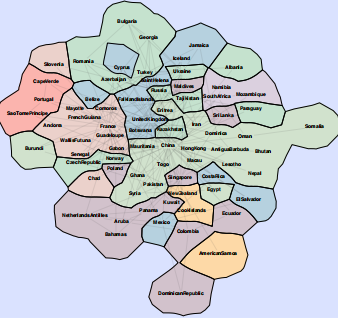 Bulgaria
Georgia
Jamaica
Slovenia
Romania
Iceland
Cyprus
Turkey
Ukraine
Albania
CapeVerde
Azerbaijan
SaintHelena
Russia
Maldives
Namibia
Mozambique
Portugal
Belize
FalklandIslands
Tajikistan
SouthAfrica
Mayotte
Comoros
Eritrea
Paraguay
SaoTomePrincipe
FrenchGuiana
UnitedKingdom
SriLanka
Andorra
France
Botswana
Kazakhstan
Iran
Somalia
WallisFutuna
Guadeloupe
Dominica
Oman
Burundi
Senegal
Gabon
Mauritania
China
HongKong
AntiguaBarbuda
Bhutan
CzechRepublic
Norway
Macau
Lesotho
Poland
Togo
Nepal
Chad
Ghana
Singapore
CostaRica
Pakistan
Egypt
Syria
NewZealand
ElSalvador
Kuwait
NetherlandsAntilles
Panama
CookIslands
Ecuador
Aruba
Mexico
Bahamas
Colombia
AmericanSamoa
DominicanRepublic